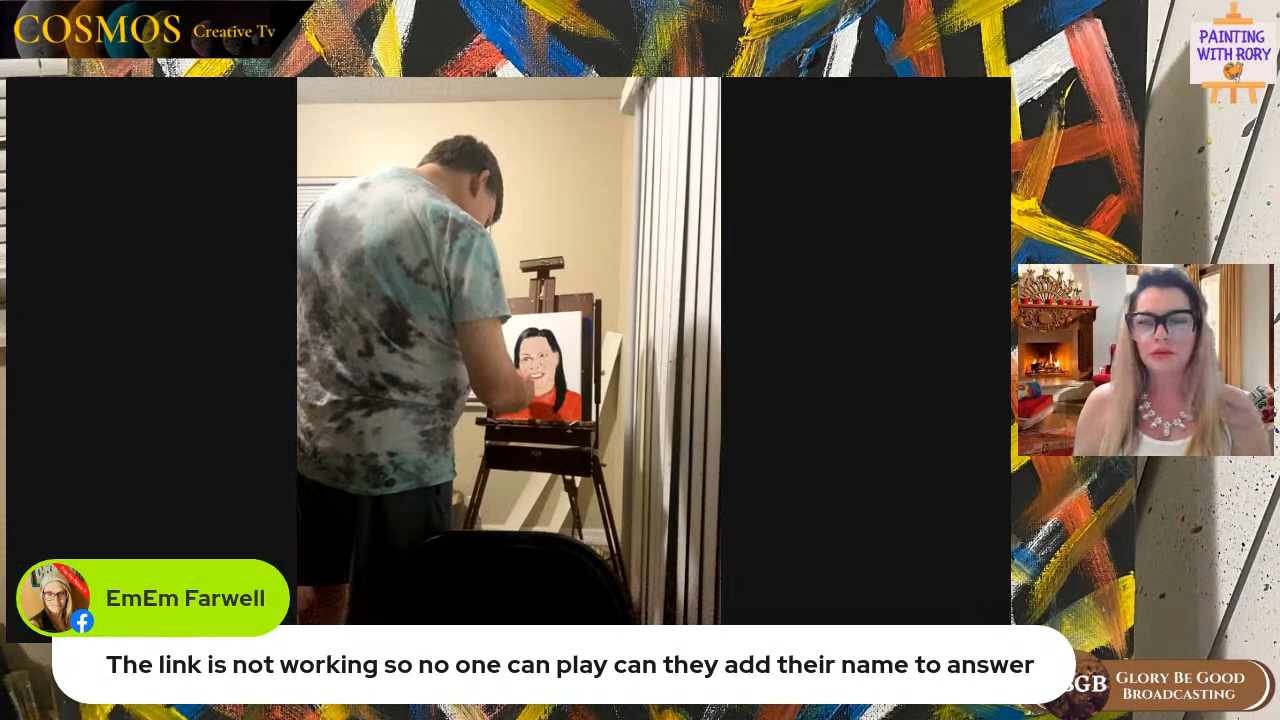 COSMOS Creative Tv
PAINTING
WITH RORY
EmEm Farwell
The link is not working so no one can play can they add their name to answer
GB
GLORY BE GOOD
BROADCASTING